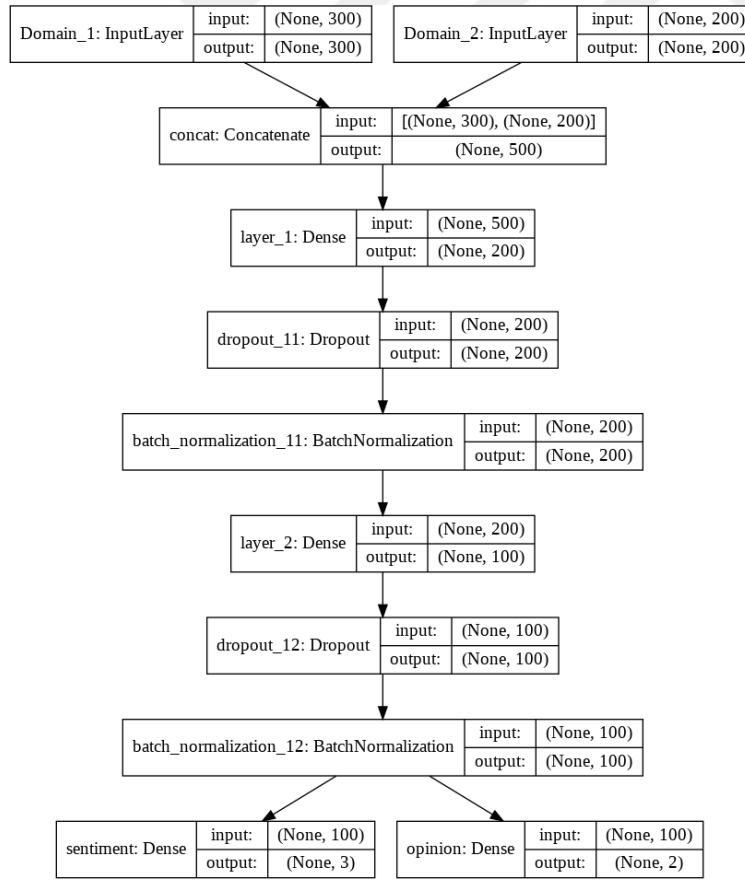 Domain_1: InputLayer
input: (None, 300)
output: (None, 300)
Domain_2: InputLayer
input: (None, 200)
output: (None, 200)
concat: Concatenate
input: [(None, 300), (None, 200)]
output: (None, 500)
layer_1: Dense
input: (None, 500)
output: (None, 200)
dropout_11: Dropout
input: (None, 200)
output: (None, 200)
batch_normalization_11: BatchNormalization
input: (None, 200)
output: (None, 200)
layer_2: Dense
input: (None, 200)
output: (None, 100)
dropout_12: Dropout
input: (None, 100)
output: (None, 100)
batch_normalization_12: BatchNormalization
input: (None, 100)
output: (None, 100)
sentiment: Dense
input: (None, 100)
output: (None, 3)
opinion: Dense
input: (None, 100)
output: (None, 2)